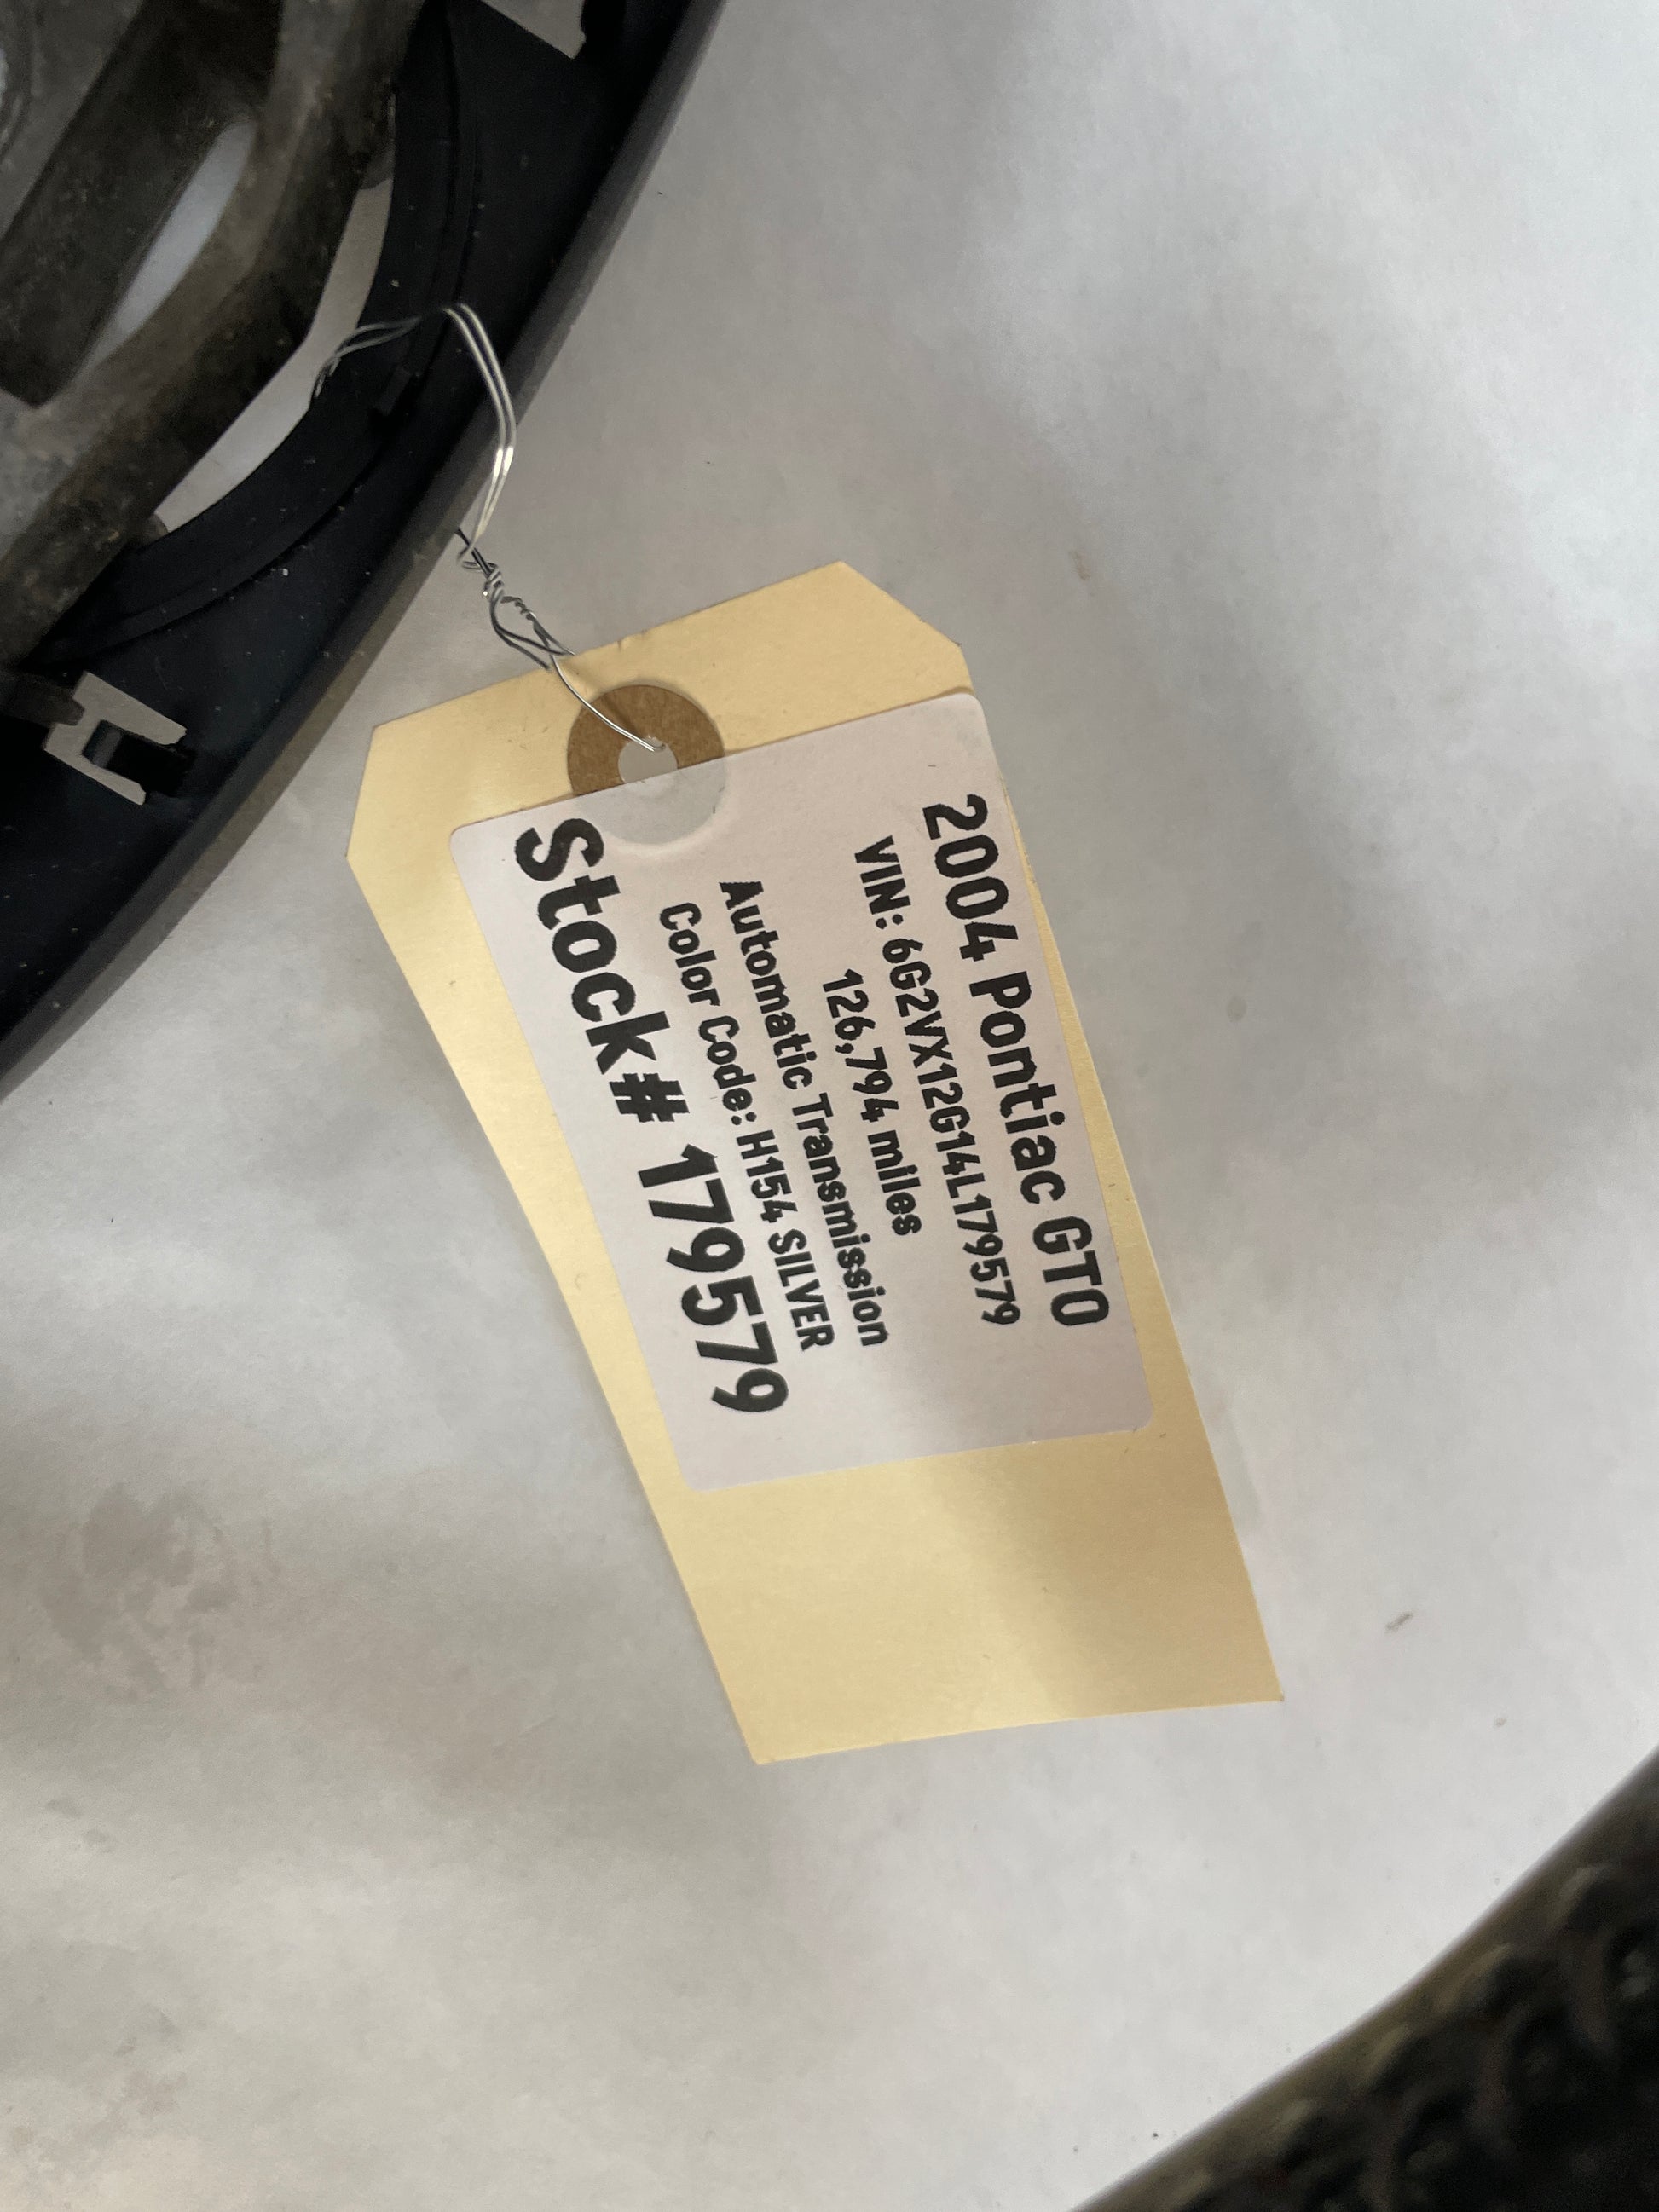 2004 Pontiac GTO
VIN: 6G2VX12G14L179579
126,794 miles
Automatic Transmission
Color Code: H154 SILVER
Stock# 179579